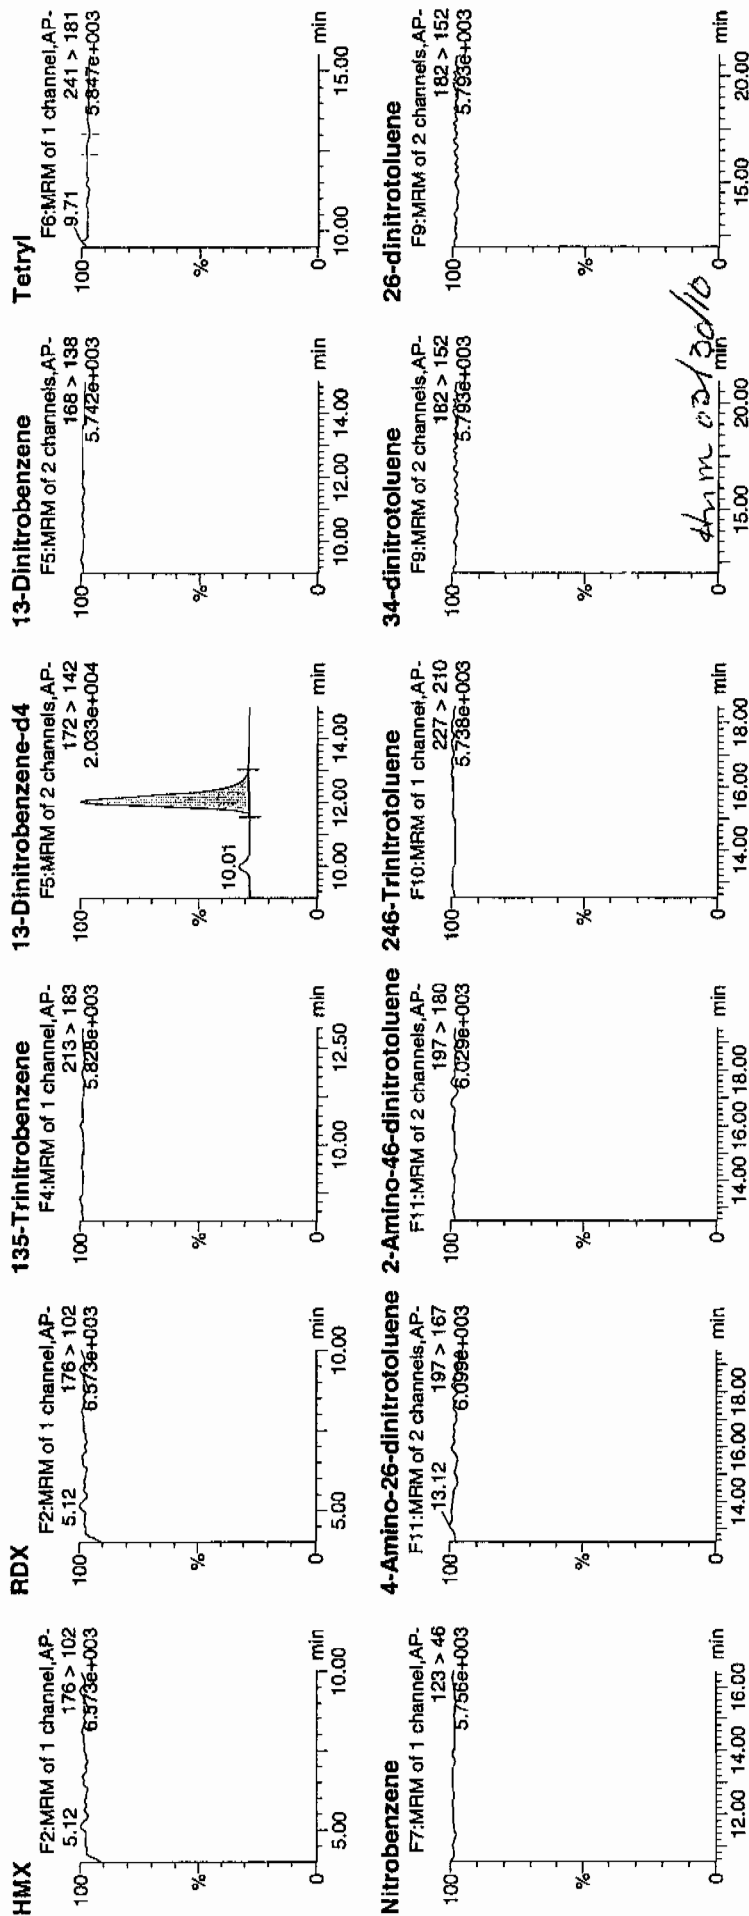 HMX
F2:MRM of 1 channel,AP-
176 > 102
6.573e+003
100
5.12
%
0
5.00
10.00
min
RDX
F2:MRM of 1 channel,AP-
176 > 102
6.573e+003
100
5.12
%
0
5.00
10.00
min
135-Trinitrobenzene
F4:MRM of 1 channel,AP-
213 > 183
5.828e+003
100
%
0
10.00
12.50
min
13-Dinitrobenzene-d4
F5:MRM of 2 channels,AP-
172 > 142
2.033e+004
100
10.01
%
0
10.00
12.00
14.00
min
13-Dinitrobenzene
F5:MRM of 2 channels,AP-
168 > 138
5.742e+003
100
%
0
10.00
12.00
14.00
min
Tetryl
F6:MRM of 1 channel,AP-
241 > 181
5.847e+003
100
9.71
%
0
10.00
15.00
min
Nitrobenzene
F7:MRM of 1 channel,AP-
123 > 46
5.756e+003
100
%
0
12.00
14.00
16.00
min
4-Amino-26-dinitrotoluene
F11:MRM of 2 channels,AP-
197 > 167
6.099e+003
100
13.12
%
0
14.00
16.00
18.00
min
2-Amino-46-dinitrotoluene
F11:MRM of 2 channels,AP-
197 > 180
6.029e+003
100
%
0
14.00
16.00
18.00
min
246-Trinitrotoluene
F10:MRM of 1 channel,AP-
227 > 210
5.738e+003
100
%
0
14.00
16.00
18.00
min
34-dinitrotoluene
F9:MRM of 2 channels,AP-
182 > 152
5.793e+003
100
%
0
15.00
20.00
min
26-dinitrotoluene
F9:MRM of 2 channels,AP-
182 > 152
5.793e+003
100
%
0
15.00
20.00
min